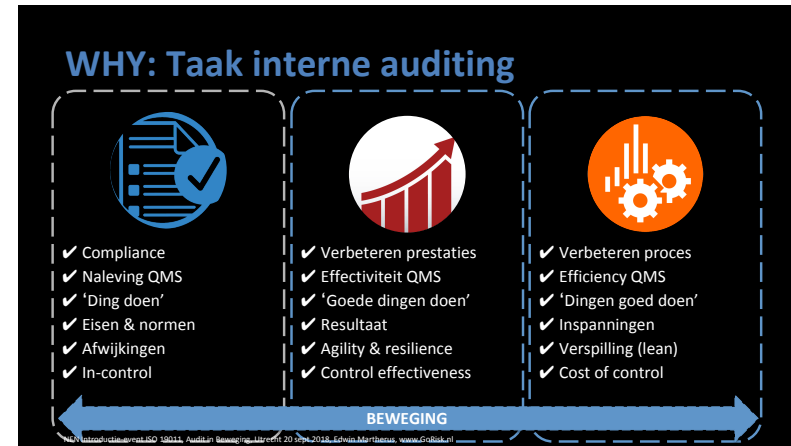 WHY: Taak interne auditing
✔ Compliance
✔ Naleving QMS
✔ ‘Ding doen’
✔ Eisen & normen
✔ Afwijkingen
✔ In-control
✔ Verbeteren prestaties
✔ Effectiviteit QMS
✔ ‘Goede dingen doen’
✔ Resultaat
✔ Agility & resilience
✔ Control effectiveness
✔ Verbeteren proces
✔ Efficiency QMS
✔ ‘Dingen goed doen’
✔ Inspanningen
✔ Verspilling (lean)
✔ Cost of control
BEWEGING
NEN introductie-event ISO 19011, Audit in Beweging, Utrecht 20 sept 2018, Edwin Martherus, www.GoRisk.nl